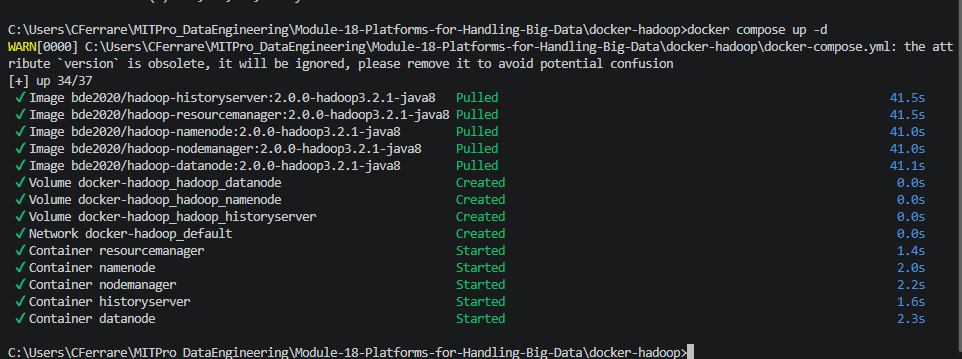 C:\Users\CFerrare\MITPro_DataEngineering\Module-18-Platforms-for-Handling-Big-Data\docker-hadoop>docker compose up -d
WARN[0000] C:\Users\CFerrare\MITPro_DataEngineering\Module-18-Platforms-for-Handling-Big-Data\docker-hadoop\docker-compose.yml: the att
ribute `version` is obsolete, it will be ignored, please remove it to avoid potential confusion
[+] up 34/37
✓ Image bde2020/hadoop-historyserver:2.0.0-hadoop3.2.1-java8 Pulled 41.5s
✓ Image bde2020/hadoop-resourcemanager:2.0.0-hadoop3.2.1-java8 Pulled 41.5s
✓ Image bde2020/hadoop-namenode:2.0.0-hadoop3.2.1-java8 Pulled 41.0s
✓ Image bde2020/hadoop-nodemanager:2.0.0-hadoop3.2.1-java8 Pulled 41.0s
✓ Image bde2020/hadoop-datanode:2.0.0-hadoop3.2.1-java8 Pulled 41.1s
✓ Volume docker-hadoop_hadoop_datanode Created 0.0s
✓ Volume docker-hadoop_hadoop_namenode Created 0.0s
✓ Volume docker-hadoop_hadoop_historyserver Created 0.0s
✓ Network docker-hadoop_default Created 0.0s
✓ Container resourcemanager Started 1.4s
✓ Container namenode Started 2.0s
✓ Container nodemanager Started 2.2s
✓ Container historyserver Started 1.6s
✓ Container datanode Started 2.3s
C:\Users\CFerrare\MITPro_DataEngineering\Module-18-Platforms-for-Handling-Big-Data\docker-hadoop>